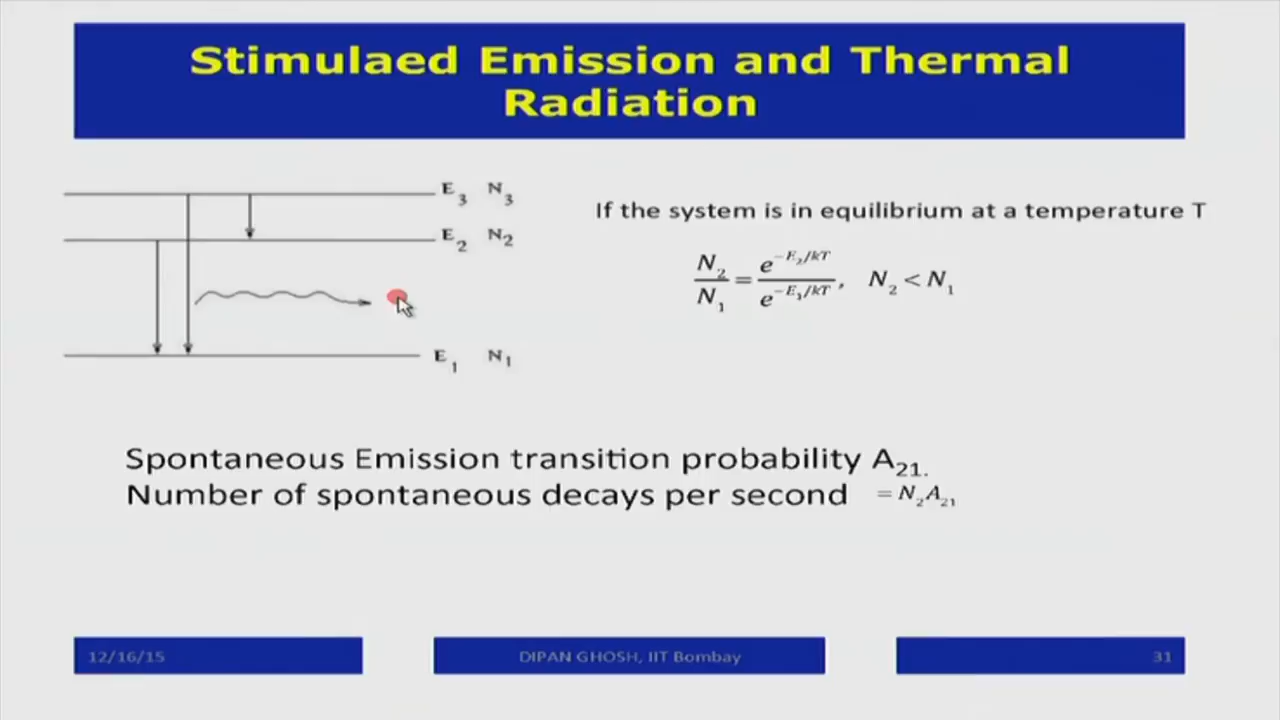 Stimulaed Emission and Thermal
Radiation
E₃ N₃
E₂ N₂
E₁ N₁
If the system is in equilibrium at a temperature T
N₂/N₁ = e^(-E₂/kT)/e^(-E₁/kT), N₂ < N₁
Spontaneous Emission transition probability A₂₁.
Number of spontaneous decays per second = N₂A₂₁
12/16/15
DIPAN GHOSH, IIT Bombay
31